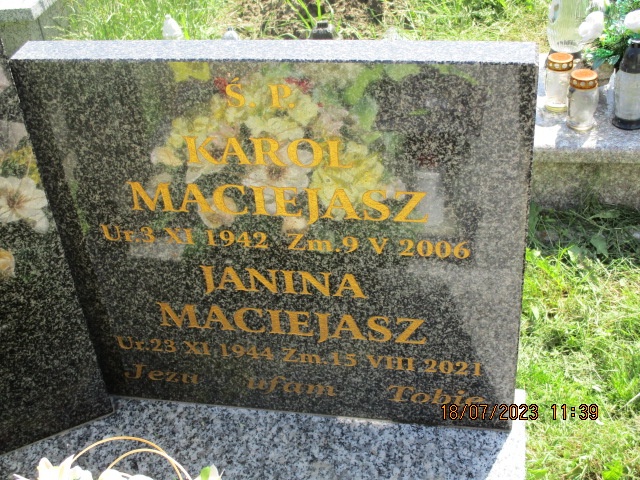 Ś. P.
KAROL
MACIEJASZ
Ur.3 XI 1942 Zm.9 V 2006
JANINA
MACIEJASZ
Ur.23 XI 1944 Zm.15 VIII 2021
Jezu ufam Tobie
18/07/2023 11:39